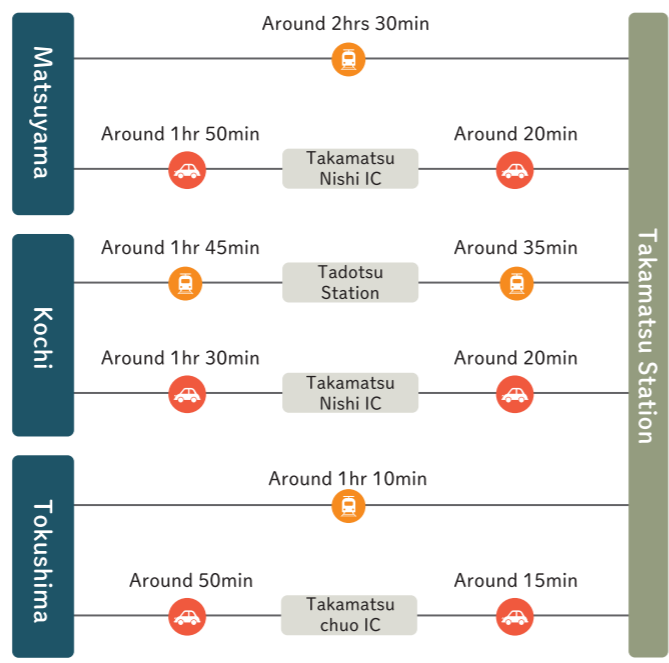 Matsuyama
Around 2hrs 30min
Around 1hr 50min
Takamatsu
Nishi IC
Around 20min
Kochi
Around 1hr 45min
Tadotsu
Station
Around 35min
Around 1hr 30min
Takamatsu
Nishi IC
Around 20min
Tokushima
Around 1hr 10min
Around 50min
Takamatsu
chuo IC
Around 15min
Takamatsu Station